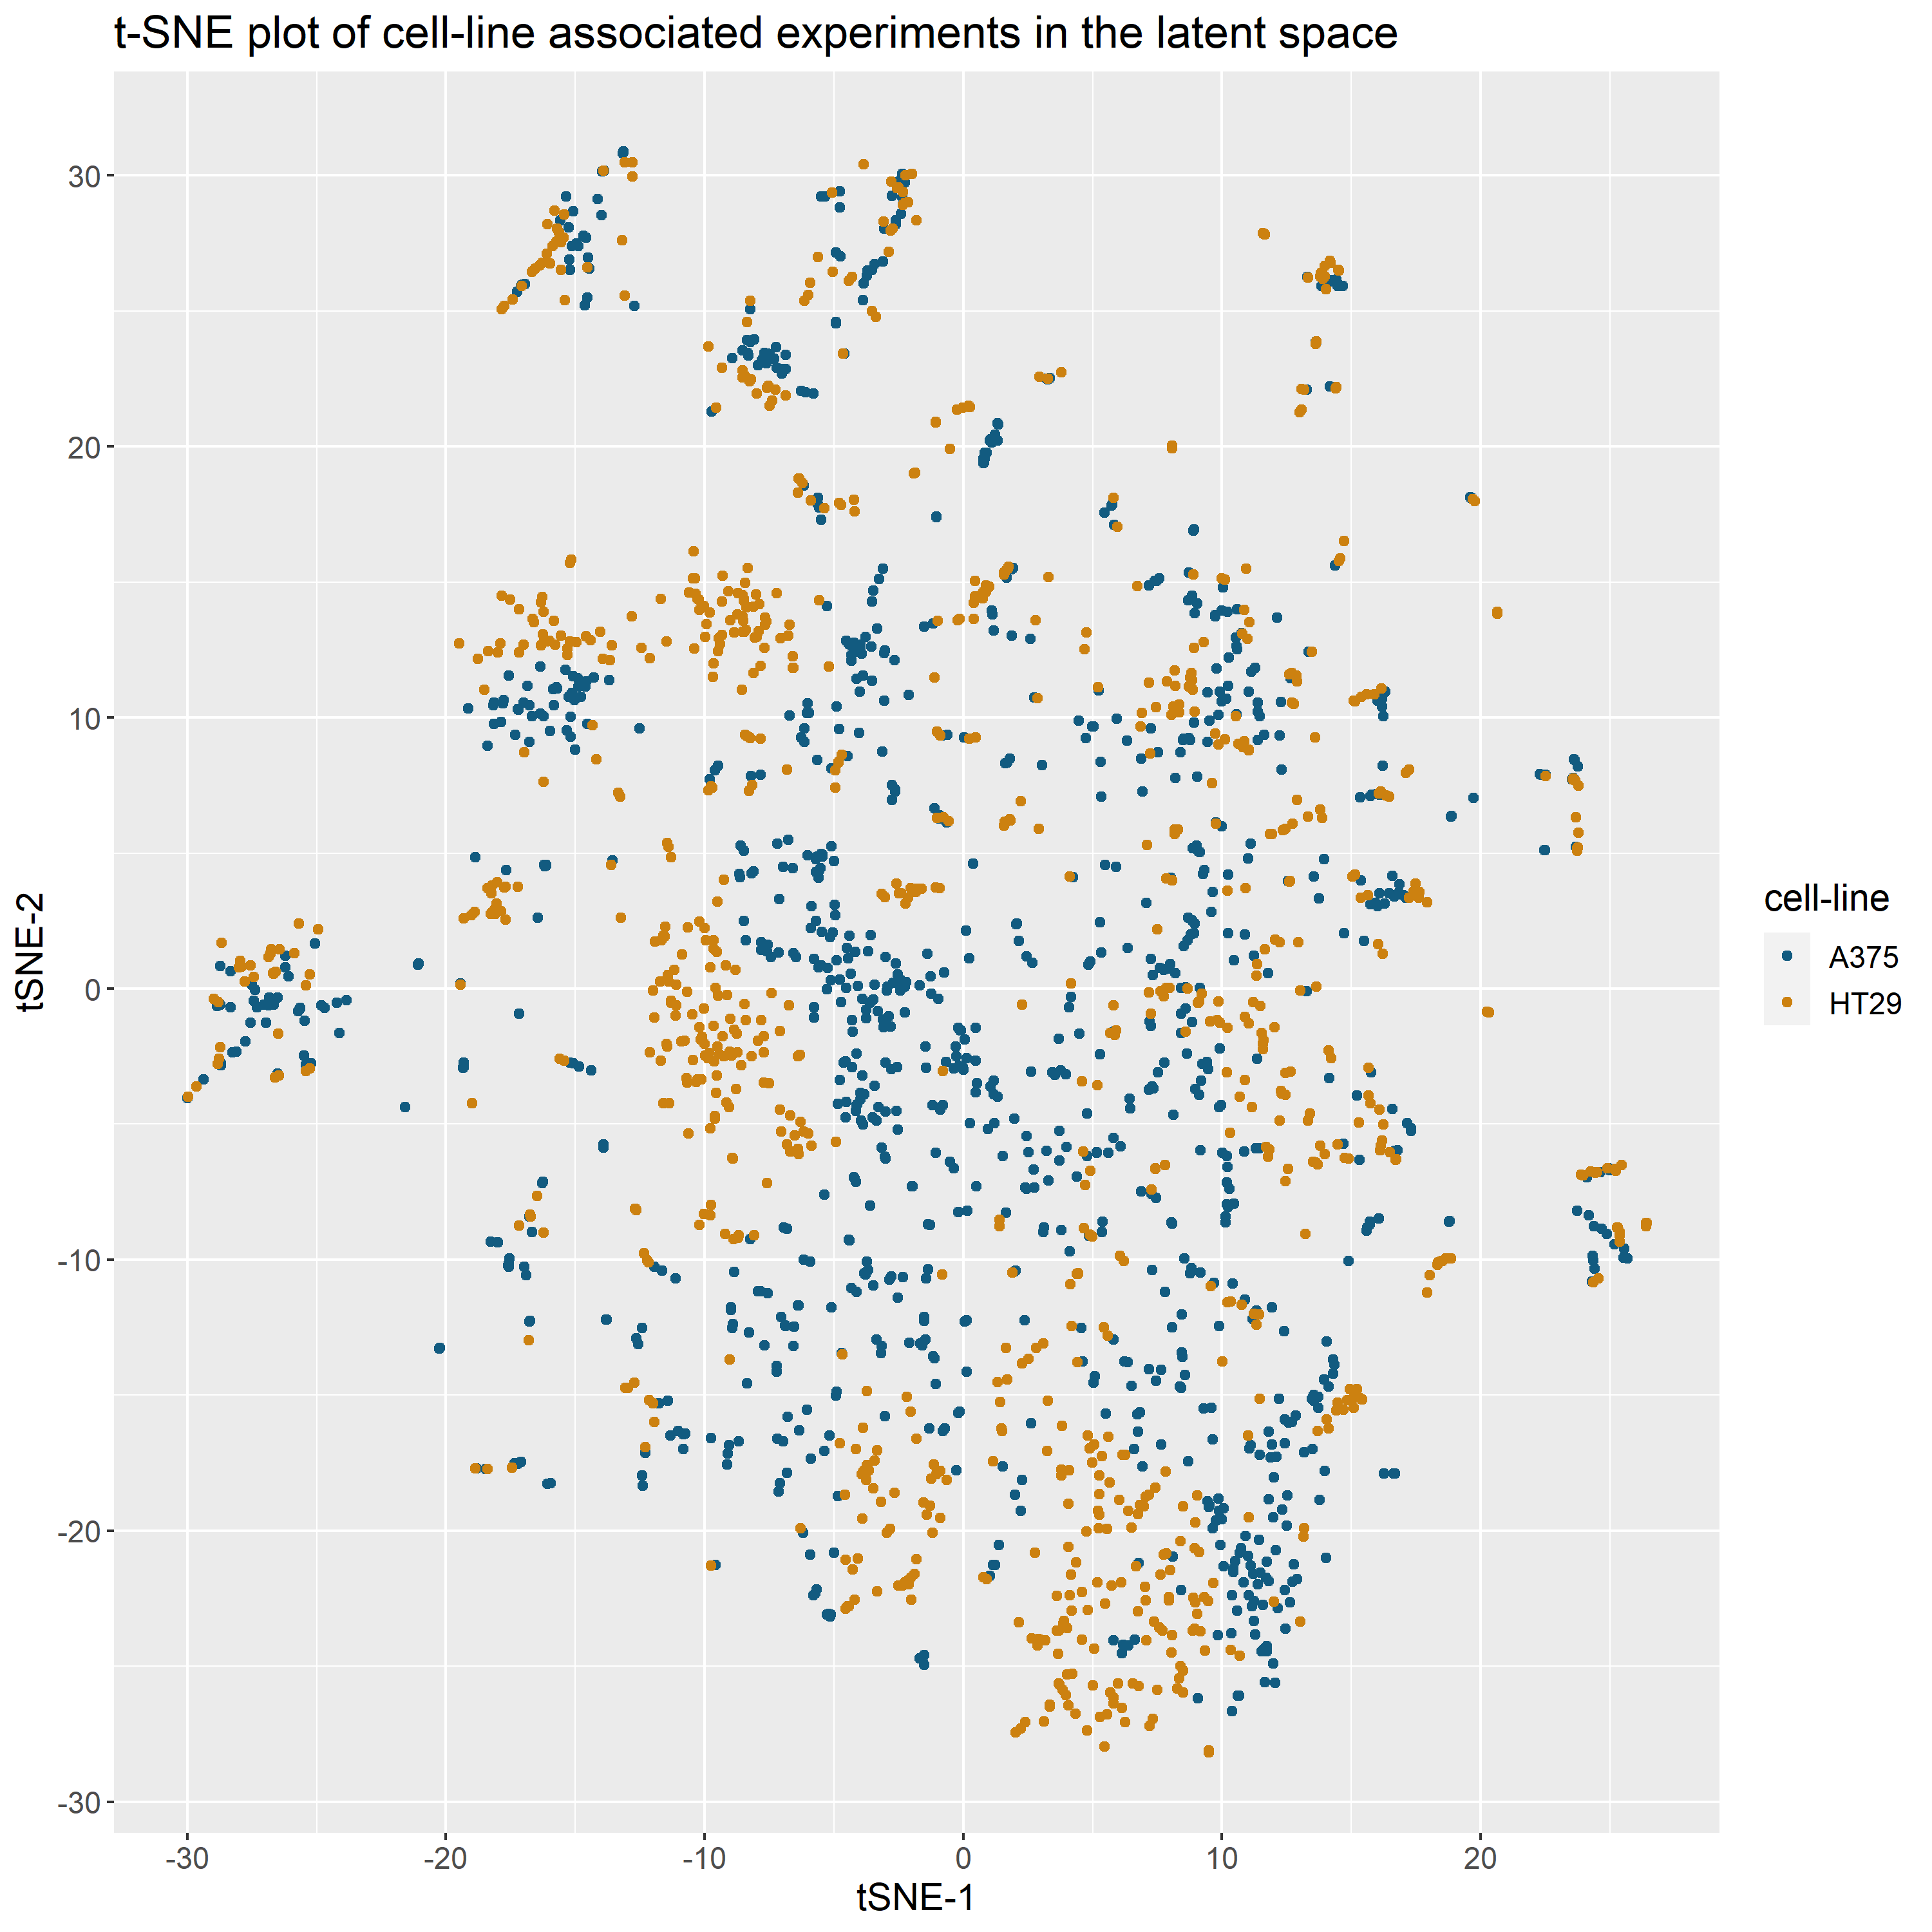 t-SNE plot of cell-line associated experiments in the latent space
30
20
10
0
-10
-20
-30
tSNE-2
-30
-20
-10
0
10
20
tSNE-1
cell-line
A375
HT29